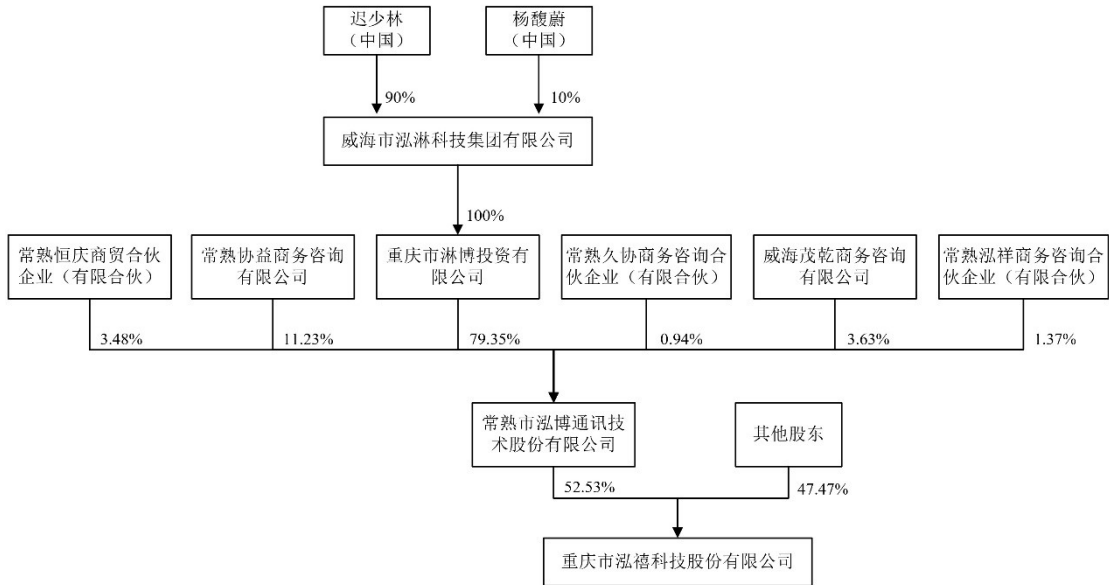 迟少林
（中国）
杨馥蔚
（中国）
90%
10%
威海市泓淋科技集团有限公司
100%
常熟恒庆商贸合伙
企业（有限合伙）
常熟协益商务咨询
有限公司
重庆市淋博投资有
限公司
常熟久协商务咨询合
伙企业（有限合伙）
威海茂乾商务咨询
有限公司
常熟泓祥商务咨询合
伙企业（有限合伙）
3.48%
11.23%
79.35%
0.94%
3.63%
1.37%
常熟市泓博通讯技
术股份有限公司
其他股东
52.53%
47.47%
重庆市泓禧科技股份有限公司